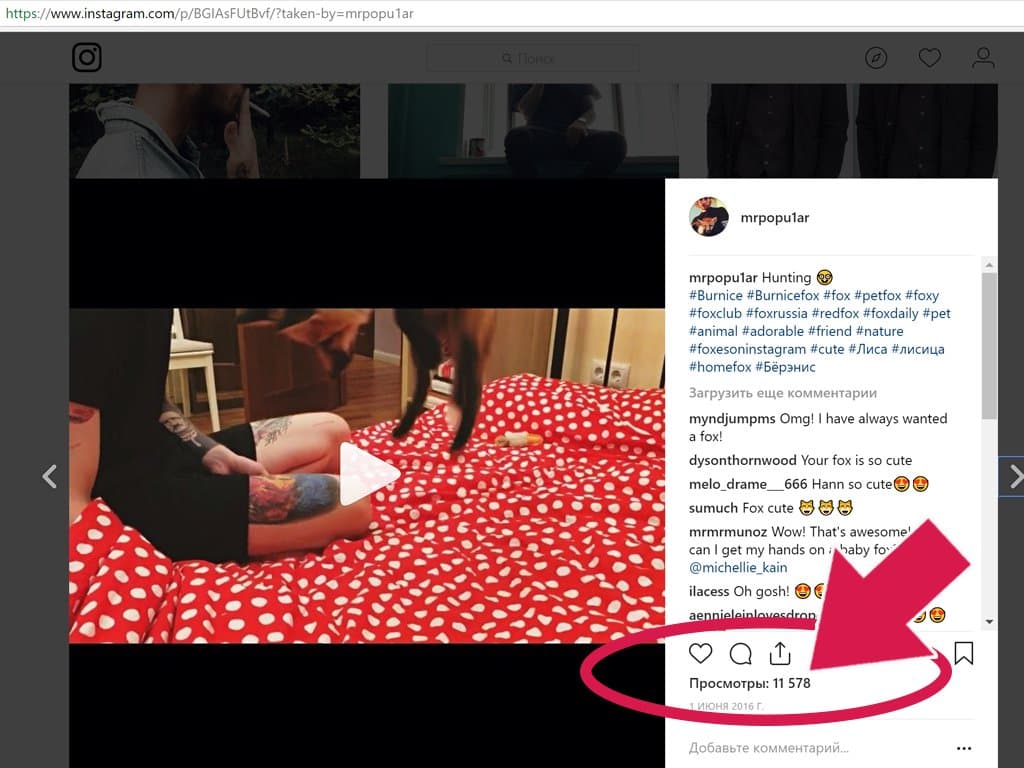 https://www.instagram.com/p/BGIAsFUtBvf/?taken-by=mrpopu1ar
Поиск
mrpopu1ar
mrpopu1ar Hunting 🤓
#Burnice #Burnicefox #fox #petfox #foxy
#foxclub #foxrussia #redfox #foxdaily #pet
#animal #adorable #friend #nature
#foxesoninstagram #cute #Лиса #лисица
#homefox #Бёрэнис
Загрузить еще комментарии
myndjumpms Omg! I have always wanted
a fox!
dysonthornwood Your fox is so cute
melo_drame___666 Hann so cute😍😍
sumuch Fox cute 😸😸😸
mrmrmunoz Wow! That's awesome!
can I get my hands on a baby fox
@michellie_kain
ilacess Oh gosh! 😍
aennieleinlovesdrop
Просмотры: 11 578
1 ИЮНЯ 2016 Г.
Добавьте комментарий...